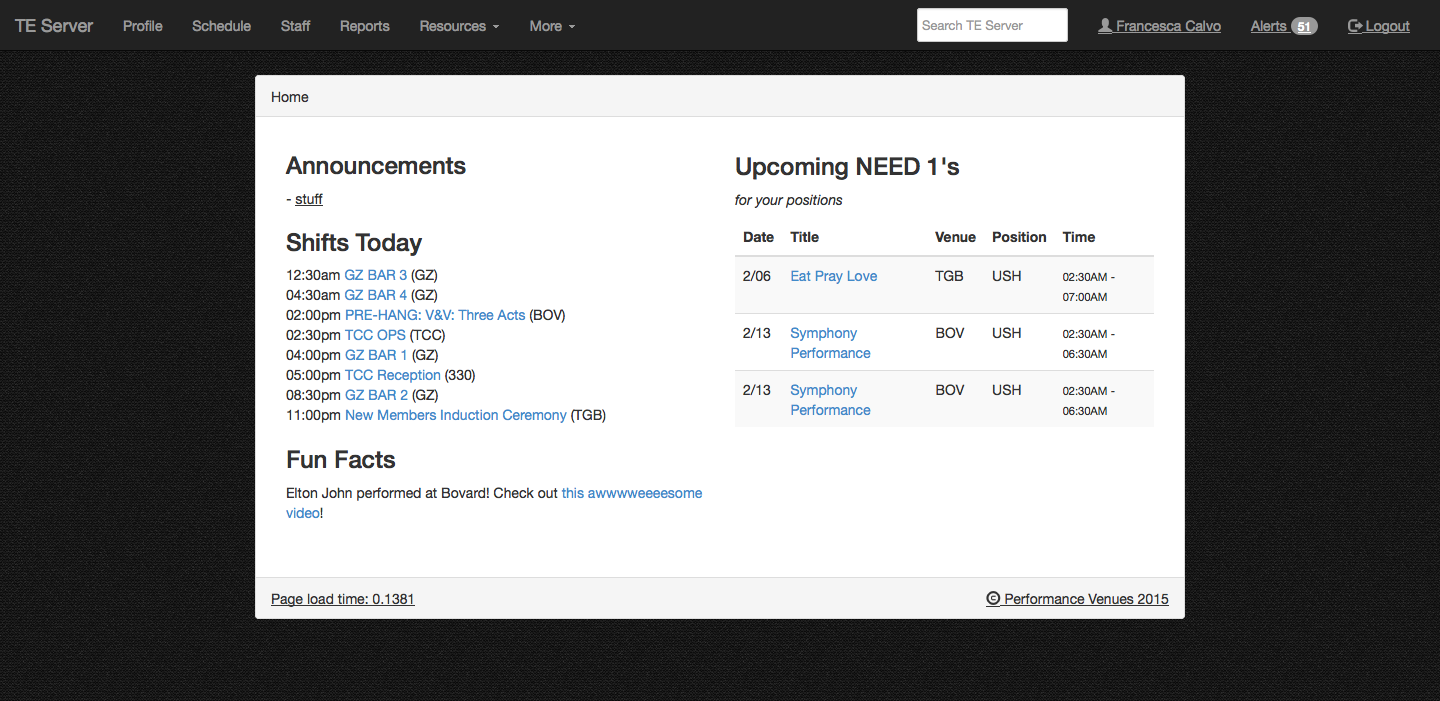 TE Server Profile Schedule Staff Reports Resources More Search TE Server Francesca Calvo Alerts 51 Logout
Home
Announcements
- stuff
Shifts Today
12:30am GZ BAR 3 (GZ)
04:30am GZ BAR 4 (GZ)
02:00pm PRE-HANG: V&V: Three Acts (BOV)
02:30pm TCC OPS (TCC)
04:00pm GZ BAR 1 (GZ)
05:00pm TCC Reception (330)
08:30pm GZ BAR 2 (GZ)
11:00pm New Members Induction Ceremony (TGB)
Fun Facts
Elton John performed at Bovard! Check out this awwwweeeesome
video!
Upcoming NEED 1's
for your positions
Date Title Venue Position Time
2/06 Eat Pray Love TGB USH 02:30AM -
07:00AM
2/13 Symphony BOV USH 02:30AM -
Performance 06:30AM
2/13 Symphony BOV USH 02:30AM -
Performance 06:30AM
Page load time: 0.1381 © Performance Venues 2015